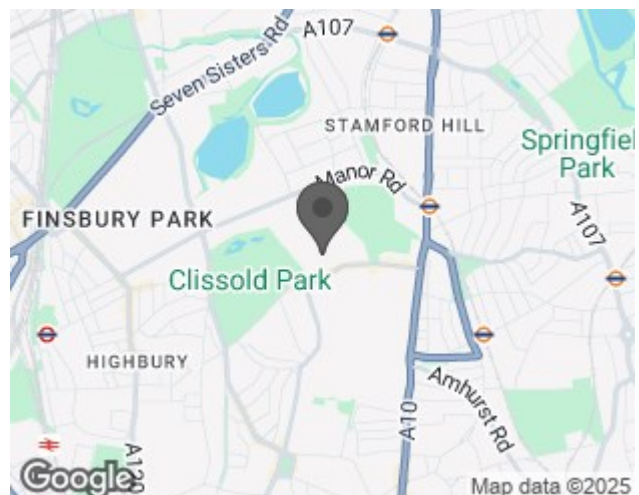 A107
Seven Sisters Rd
STAMFORD HILL
Springfiel
Park
Manor Rd
A107
FINSBURY PARK
Clissold Park
HIGHBURY
Amhurst Rd
A10
Google
Map data ©2025